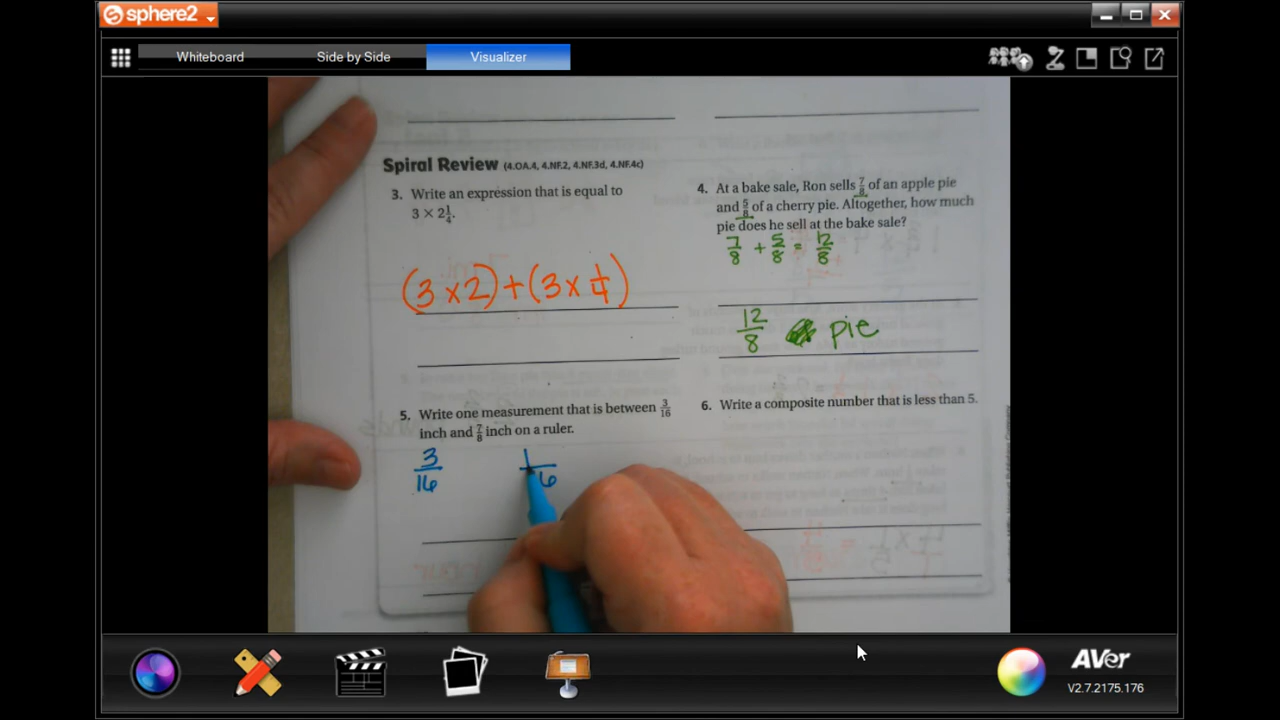 sphere2
Whiteboard Side by Side Visualizer
Spiral Review (4.OA.4, 4.NF.2, 4.NF.3d, 4.NF.4c)
3. Write an expression that is equal to
3 × 2 1/4.
(3 × 2) + (3 × 1/4)
4. At a bake sale, Ron sells 7/8 of an apple pie
and 5/8 of a cherry pie. Altogether, how much
pie does he sell at the bake sale?
7/8 + 5/8 = 12/8
12/8 pie
5. Write one measurement that is between 3/16
inch and 7/8 inch on a ruler.
3/16
6. Write a composite number that is less than 5.
AVer
V2.7.2175.176